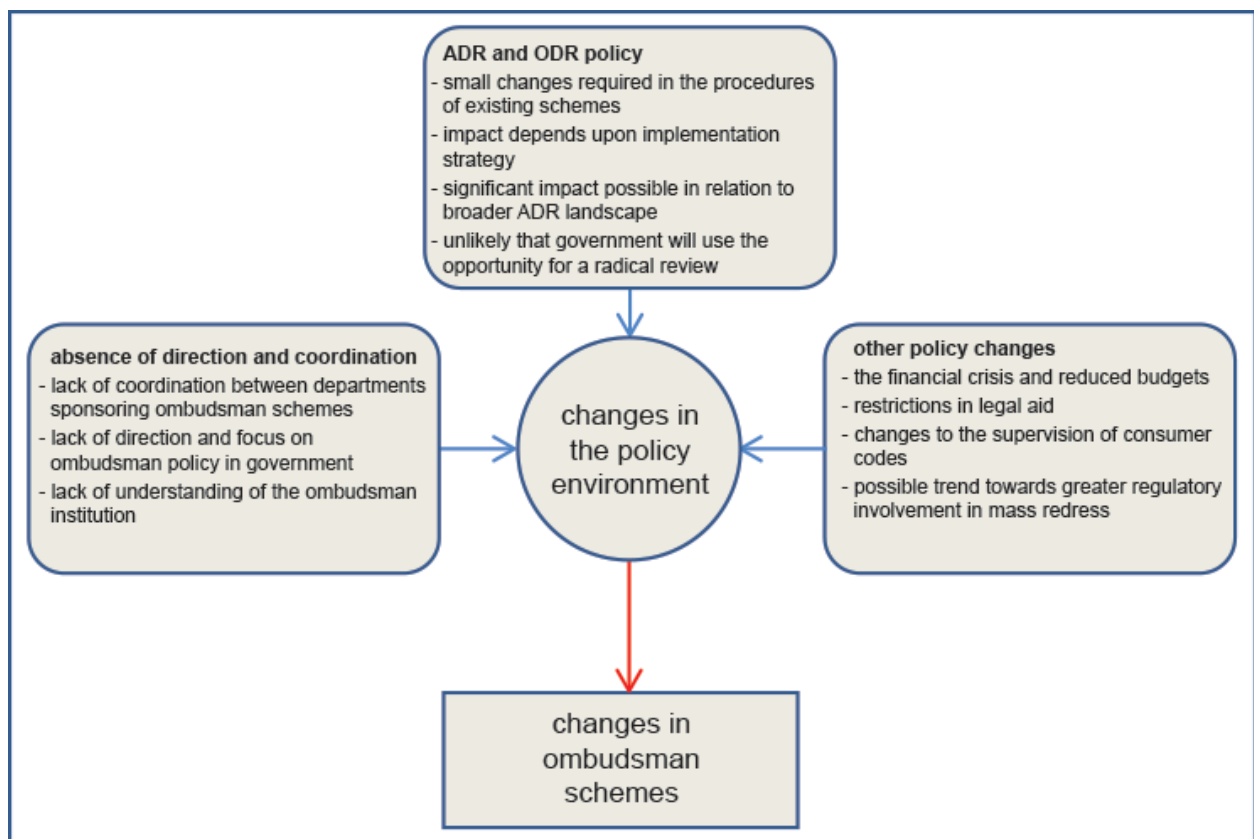 ADR and ODR policy
- small changes required in the procedures
of existing schemes
- impact depends upon implementation
strategy
- significant impact possible in relation to
broader ADR landscape
- unlikely that government will use the
opportunity for a radical review
absence of direction and coordination
- lack of coordination between departments
sponsoring ombudsman schemes
- lack of direction and focus on
ombudsman policy in government
- lack of understanding of the ombudsman
institution
changes in
the policy
environment
other policy changes
- the financial crisis and reduced budgets
- restrictions in legal aid
- changes to the supervision of consumer
codes
- possible trend towards greater regulatory
involvement in mass redress
changes in
ombudsman
schemes